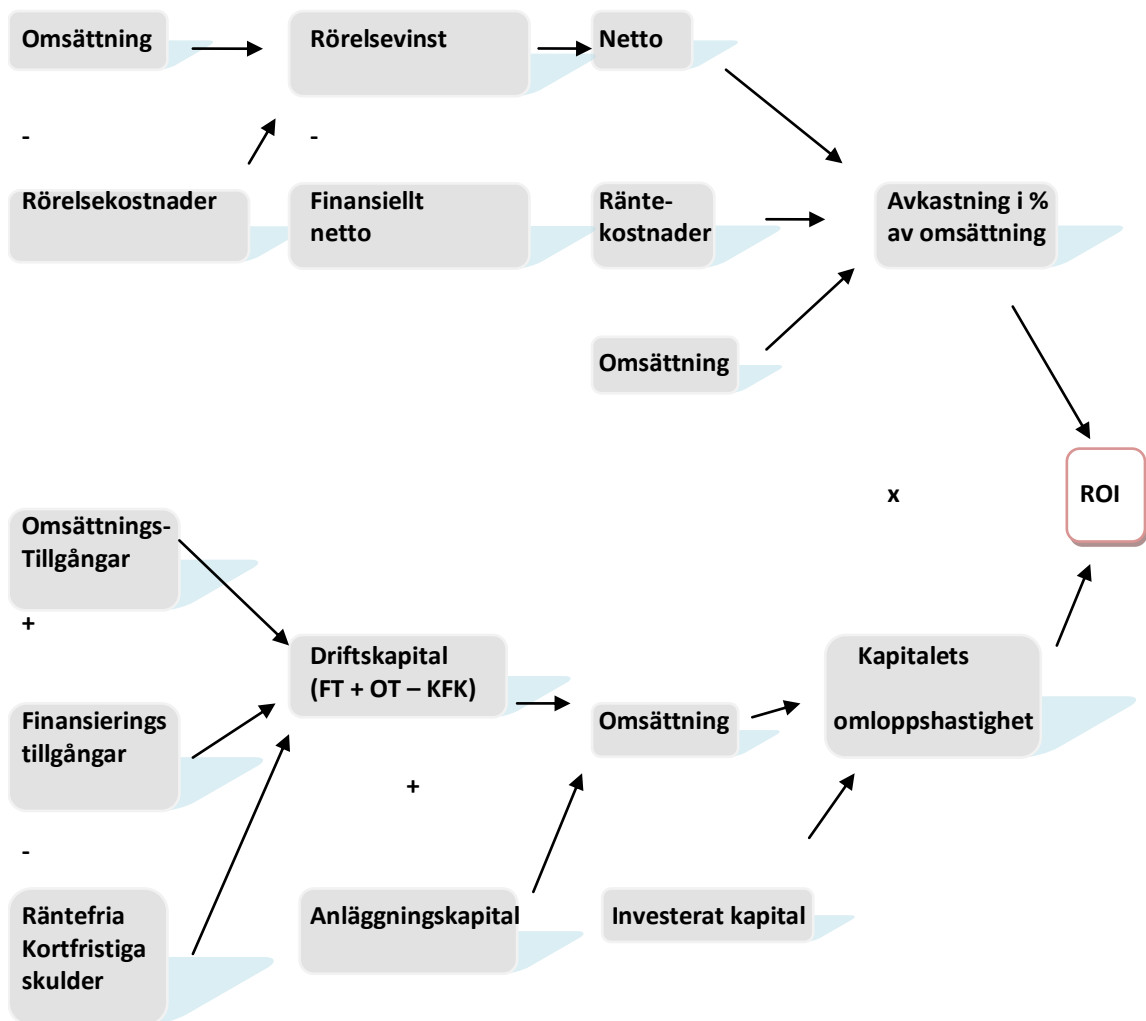 Omsättning
Rörelsevinst
Netto
-
-
Rörelsekostnader
Finansiellt
netto
Ränte-
kostnader
Avkastning i %
av omsättning
Omsättning
x
ROI
Omsättnings-
Tillgångar
+
Driftskapital
(FT + OT – KFK)
Kapitalets
omloppshastighet
Finansierings
tillgångar
Omsättning
+
-
Räntefria
Kortfristiga
skulder
Anläggningskapital
Investerat kapital